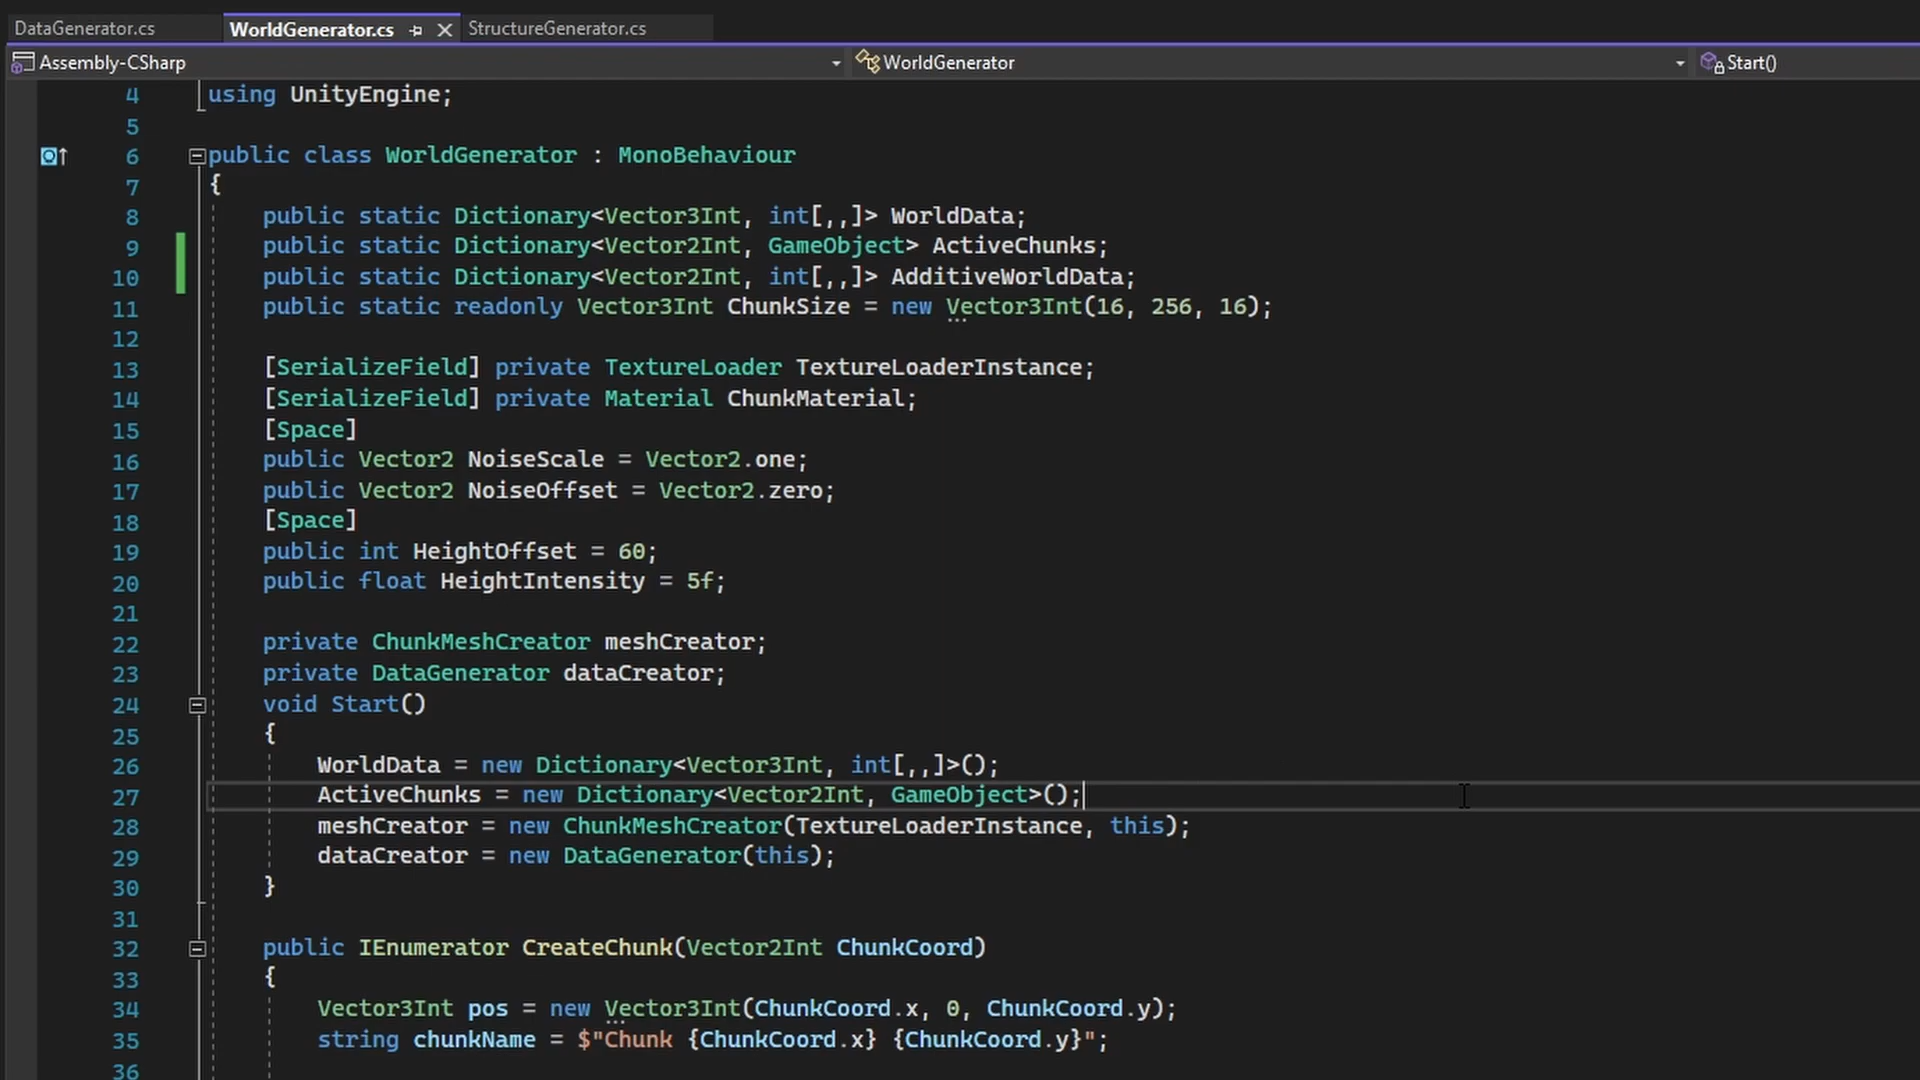 DataGenerator.cs WorldGenerator.cs StructureGenerator.cs
Assembly-CSharp WorldGenerator Start()
4 using UnityEngine;
5
6 public class WorldGenerator : MonoBehaviour
7 {
8 public static Dictionary<Vector3Int, int[,,]> WorldData;
9 public static Dictionary<Vector2Int, GameObject> ActiveChunks;
10 public static Dictionary<Vector2Int, int[,,]> AdditiveWorldData;
11 public static readonly Vector3Int ChunkSize = new Vector3Int(16, 256, 16);
12
13 [SerializeField] private TextureLoader TextureLoaderInstance;
14 [SerializeField] private Material ChunkMaterial;
15 [Space]
16 public Vector2 NoiseScale = Vector2.one;
17 public Vector2 NoiseOffset = Vector2.zero;
18 [Space]
19 public int HeightOffset = 60;
20 public float HeightIntensity = 5f;
21
22 private ChunkMeshCreator meshCreator;
23 private DataGenerator dataCreator;
24 void Start()
25 {
26 WorldData = new Dictionary<Vector3Int, int[,,]>();
27 ActiveChunks = new Dictionary<Vector2Int, GameObject>();
28 meshCreator = new ChunkMeshCreator(TextureLoaderInstance, this);
29 dataCreator = new DataGenerator(this);
30 }
31
32 public IEnumerator CreateChunk(Vector2Int ChunkCoord)
33 {
34 Vector3Int pos = new Vector3Int(ChunkCoord.x, 0, ChunkCoord.y);
35 string chunkName = $"Chunk {ChunkCoord.x} {ChunkCoord.y}";
36